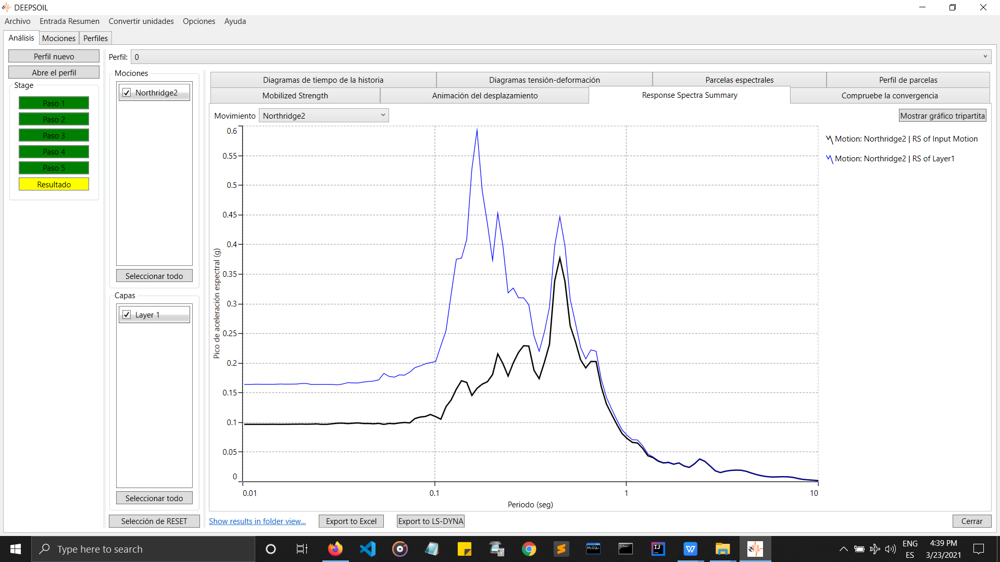 DEEPSOIL
Archivo Entrada Resumen Convertir unidades Opciones Ayuda
Análisis Mociones Perfiles
Perfil nuevo
Abre el perfil
Stage
Paso 1
Paso 2
Paso 3
Paso 4
Paso 5
Resultado
Perfil: 0
Mociones
Northridge2
Seleccionar todo
Capas
Layer 1
Seleccionar todo
Selección de RESET
Diagramas de tiempo de la historia Diagramas tensión-deformación Parcelas espectrales Perfil de parcelas
Mobilized Strength Animación del desplazamiento Response Spectra Summary Compruebe la convergencia
Movimiento Northridge2 Mostrar gráfico tripartita
Pico de aceleración espectral (g)
0.6
0.55
0.5
0.45
0.4
0.35
0.3
0.25
0.2
0.15
0.1
0.05
0
0.01 0.1 1 10
Periodo (seg)
Motion: Northridge2 | RS of Input Motion
Motion: Northridge2 | RS of Layer1
Show results in folder view... Export to Excel Export to LS-DYNA Cerrar
Type here to search
MySQL
IJ
W
ENG
ES
4:39 PM
3/23/2021